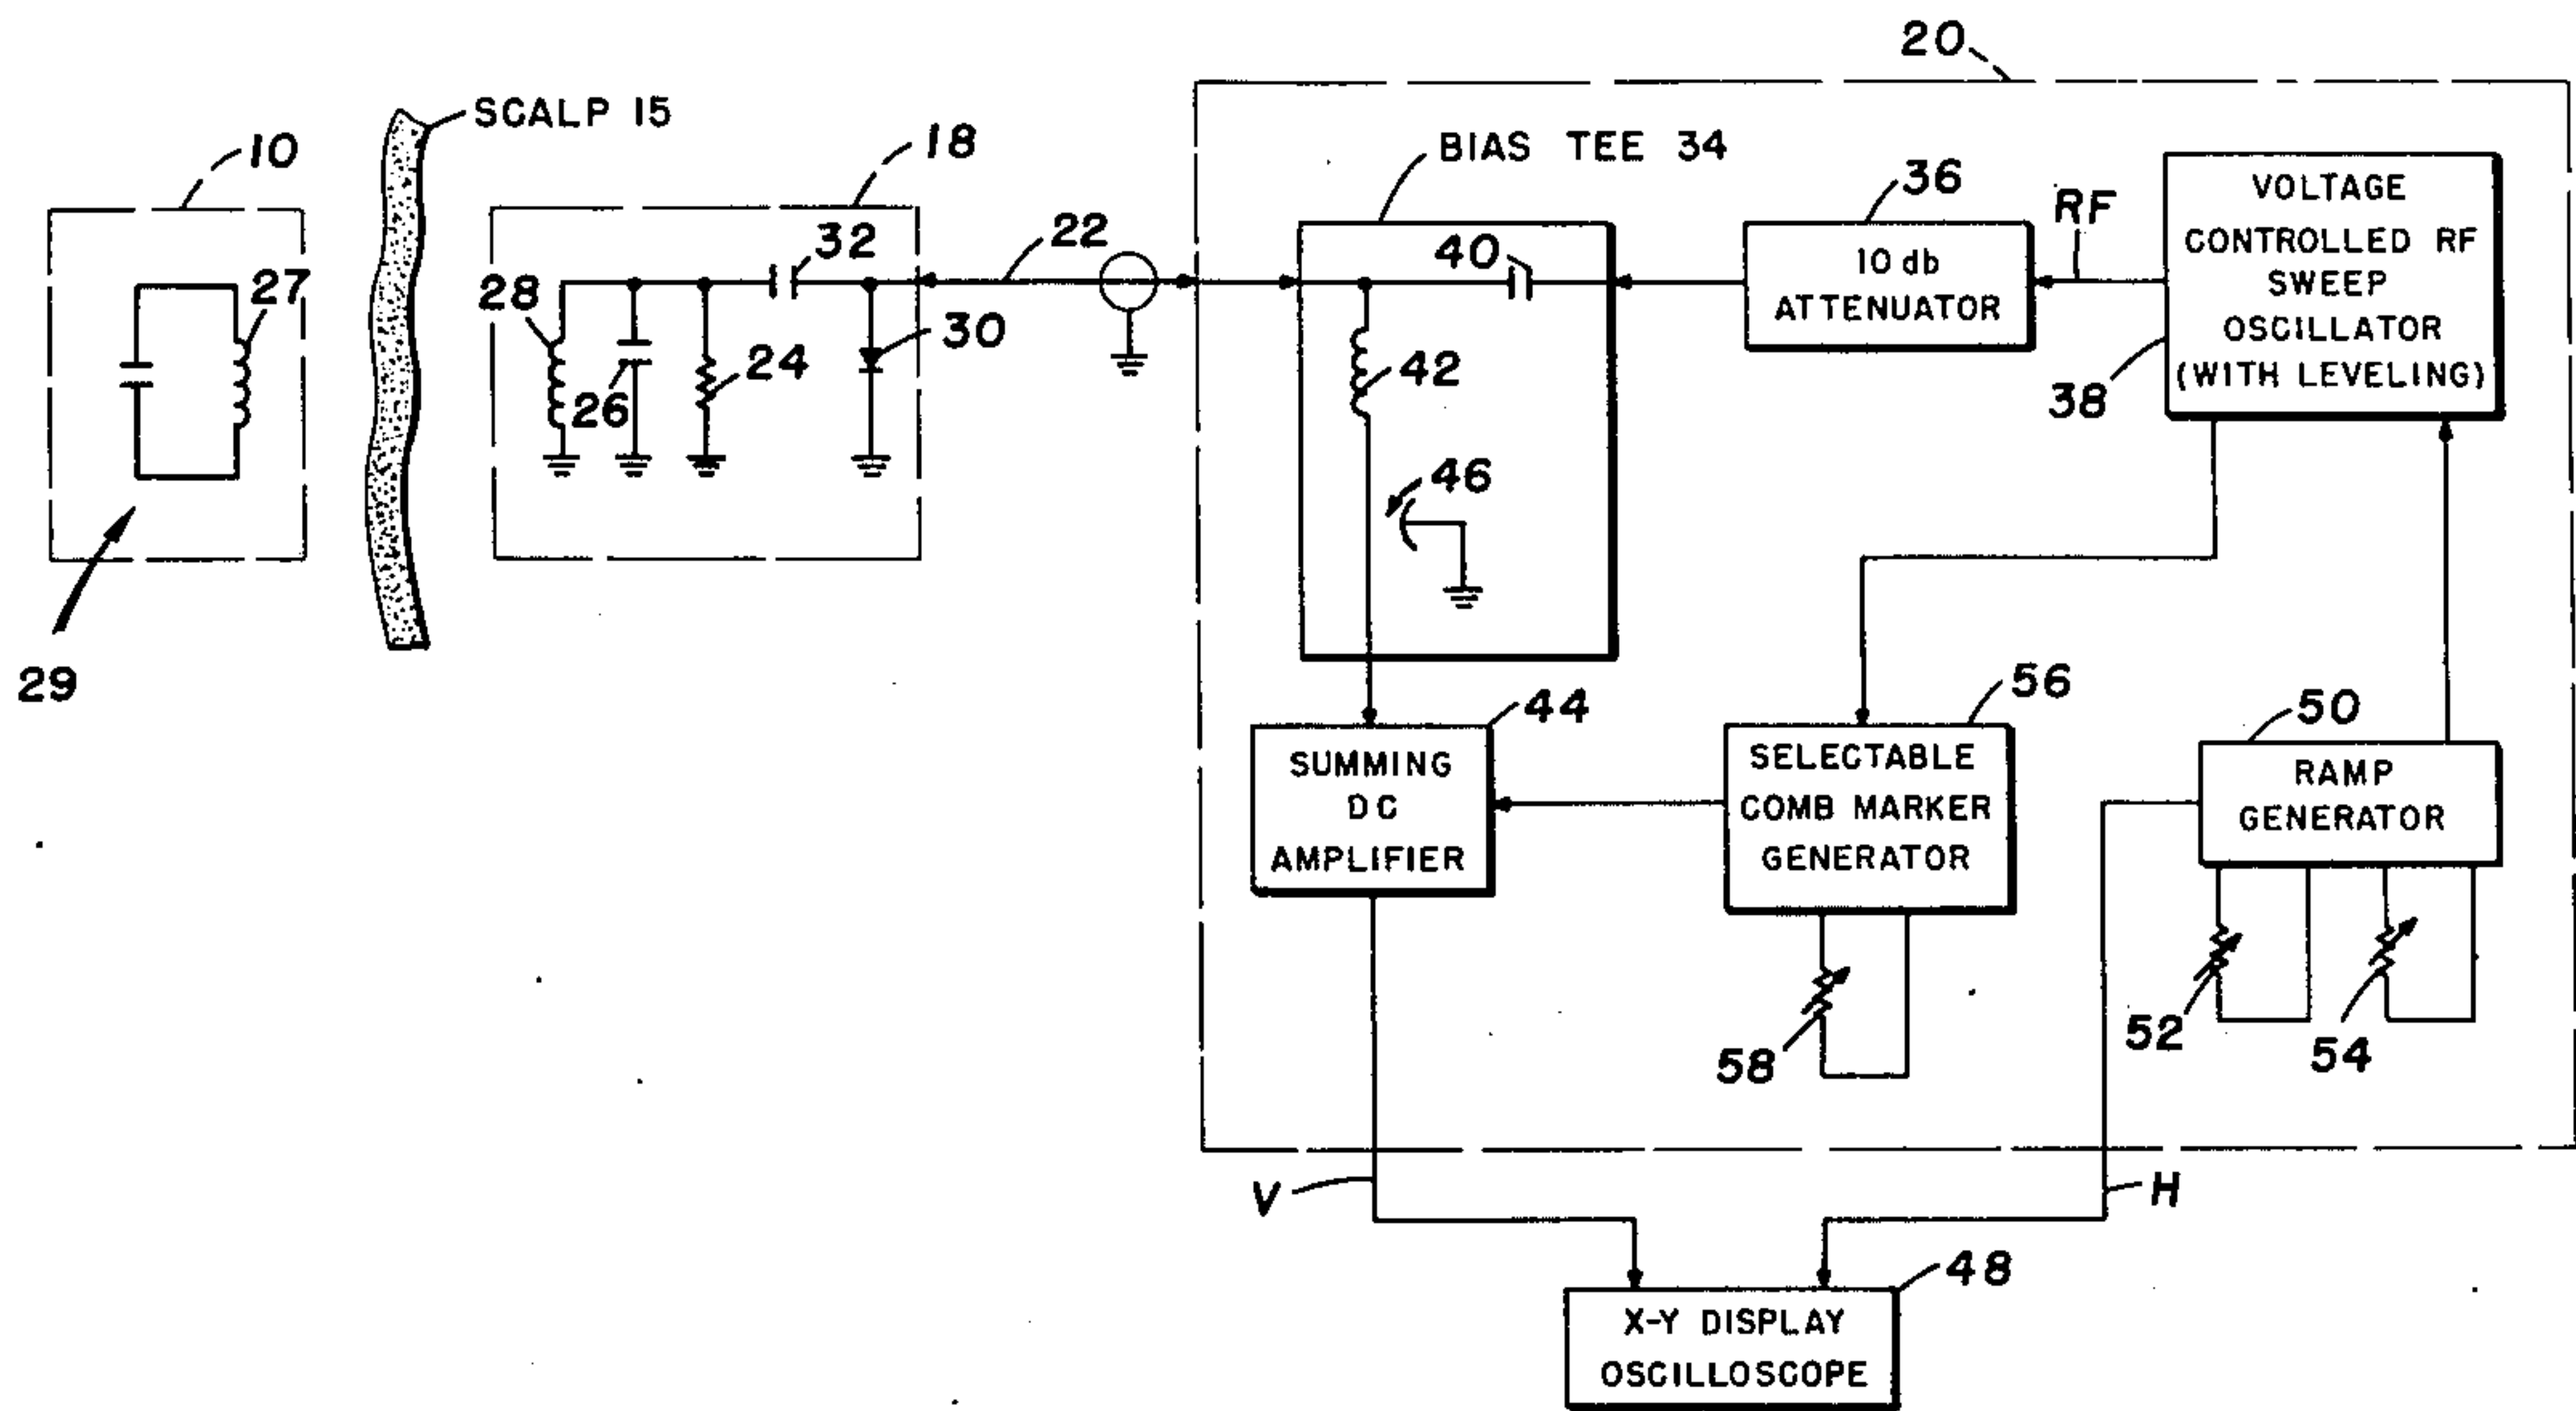 20
SCALP 15
10
18
BIAS TEE 34
36
RF
VOLTAGE
CONTROLLED RF
SWEEP
OSCILLATOR
(WITH LEVELING)
38
10 db
ATTENUATOR
32
22
40
27
28
30
26
24
42
46
29
44
56
50
SUMMING
DC
AMPLIFIER
SELECTABLE
COMB MARKER
GENERATOR
RAMP
GENERATOR
58
52
54
V
H
48
X-Y DISPLAY
OSCILLOSCOPE